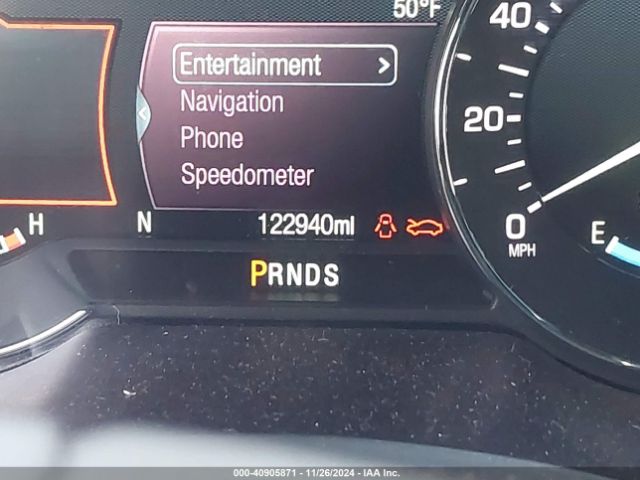 50°F
40
Entertainment >
Navigation
20
Phone
Speedometer
H N 122940mi 0 E
MPH
PRNDS
000-40905871 - 11/26/2024 - IAA Inc.